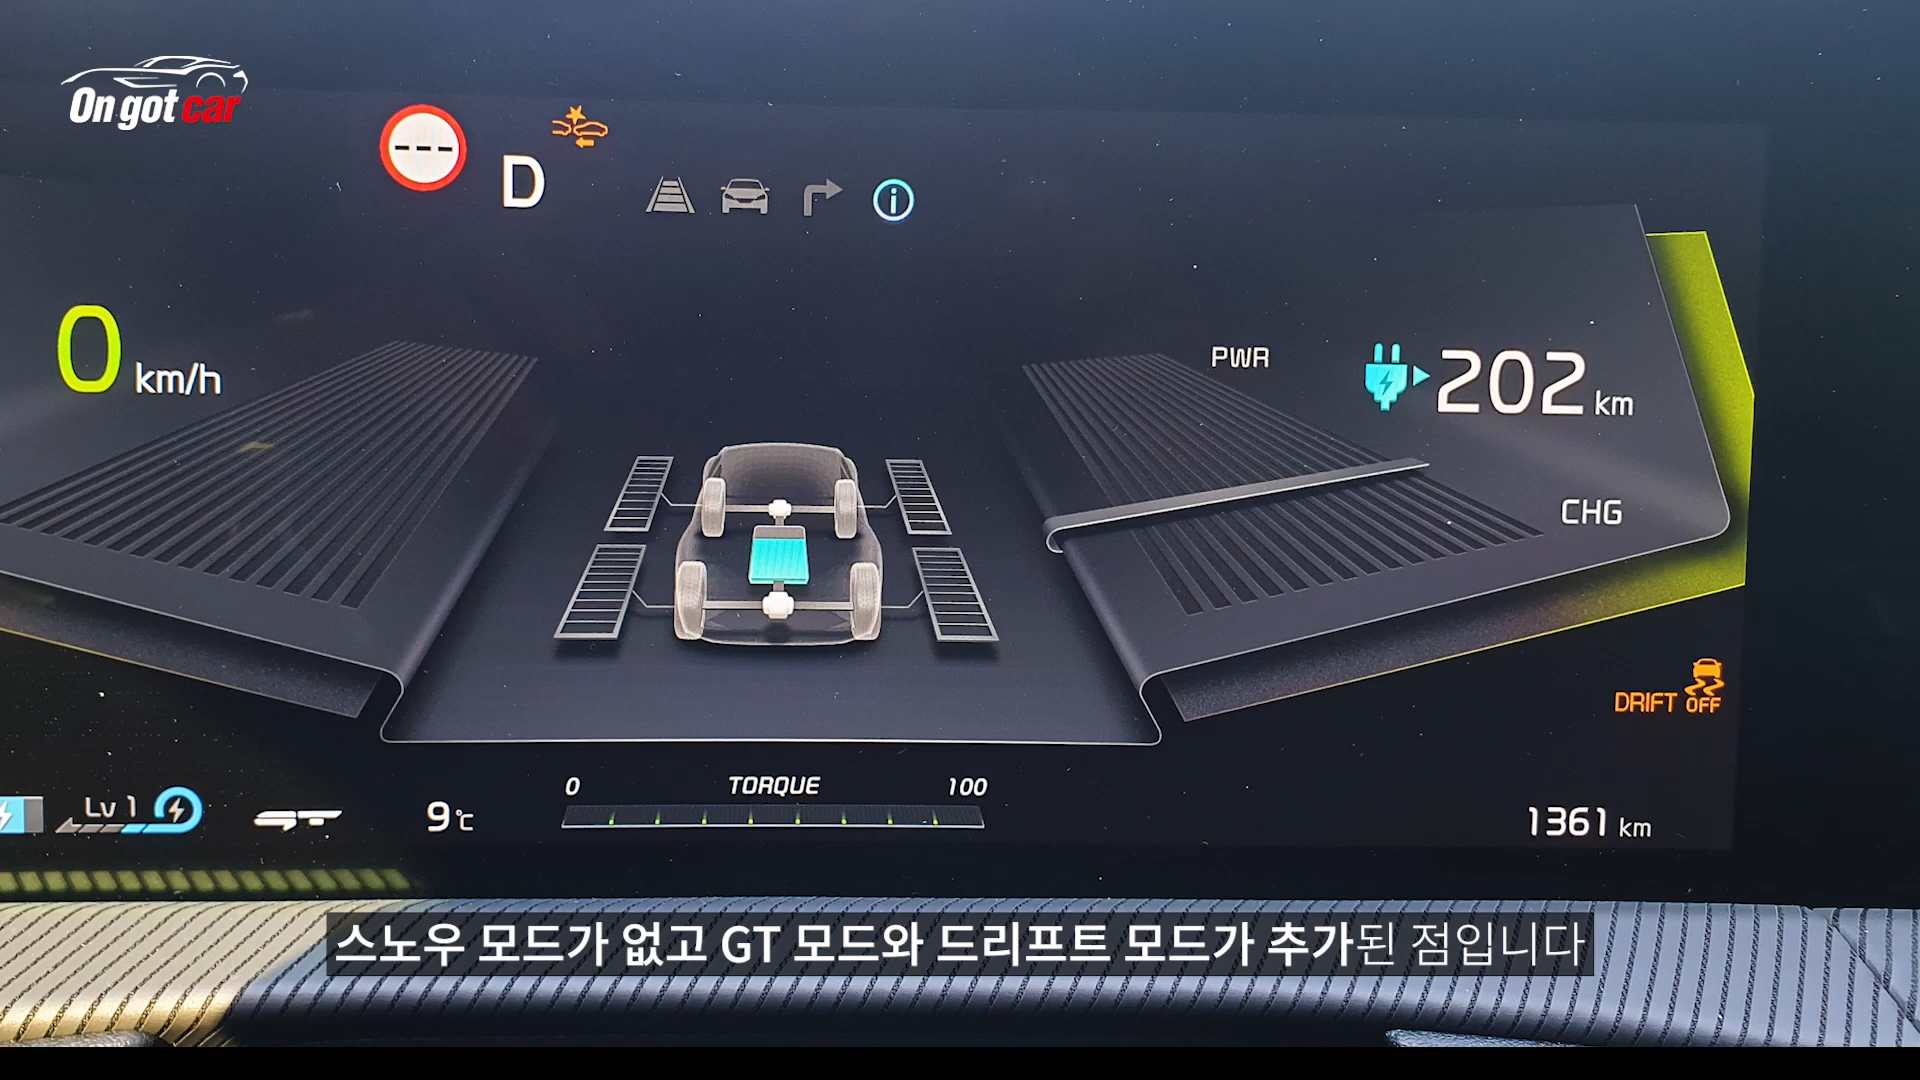 On got car
---
D
i
0 km/h
PWR
202 km
CHG
DRIFT OFF
Lv 1
9℃
0 TORQUE 100
1361 km
스노우 모드가 없고 GT 모드와 드리프트 모드가 추가된 점입니다